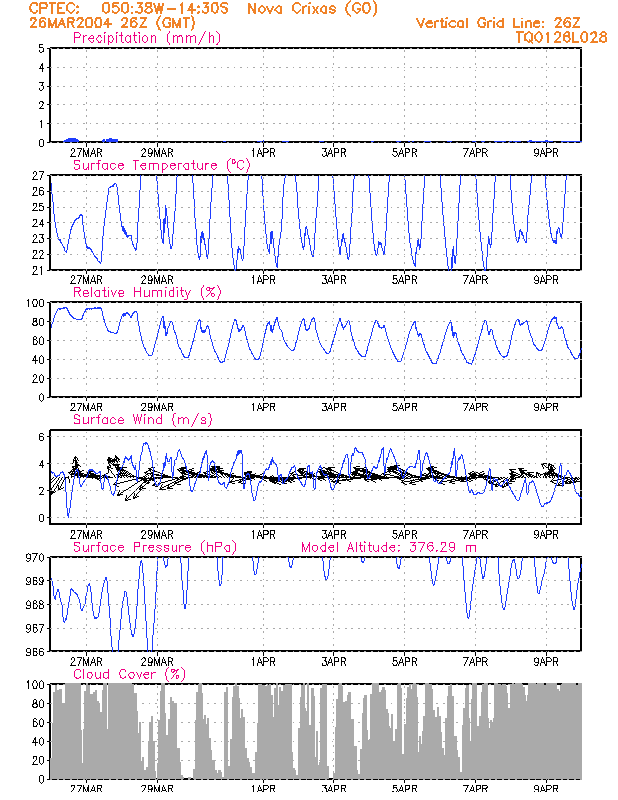 CPTEC: 050:38W-14:30S Nova Crixas (GO)
26MAR2004 26Z (GMT) Vertical Grid Line: 26Z
Precipitation (mm/h) TQ0126L028
5
4
3
2
1
0
27MAR 29MAR 1APR 3APR 5APR 7APR 9APR
Surface Temperature (°C)
27
26
25
24
23
22
21
27MAR 29MAR 1APR 3APR 5APR 7APR 9APR
Relative Humidity (%)
100
80
60
40
20
0
27MAR 29MAR 1APR 3APR 5APR 7APR 9APR
Surface Wind (m/s)
6
4
2
0
27MAR 29MAR 1APR 3APR 5APR 7APR 9APR
Surface Pressure (hPa) Model Altitude: 376.29 m
970
989
988
967
966
27MAR 29MAR 1APR 3APR 5APR 7APR 9APR
Cloud Cover (%)
100
80
60
40
20
0
27MAR 29MAR 1APR 3APR 5APR 7APR 9APR